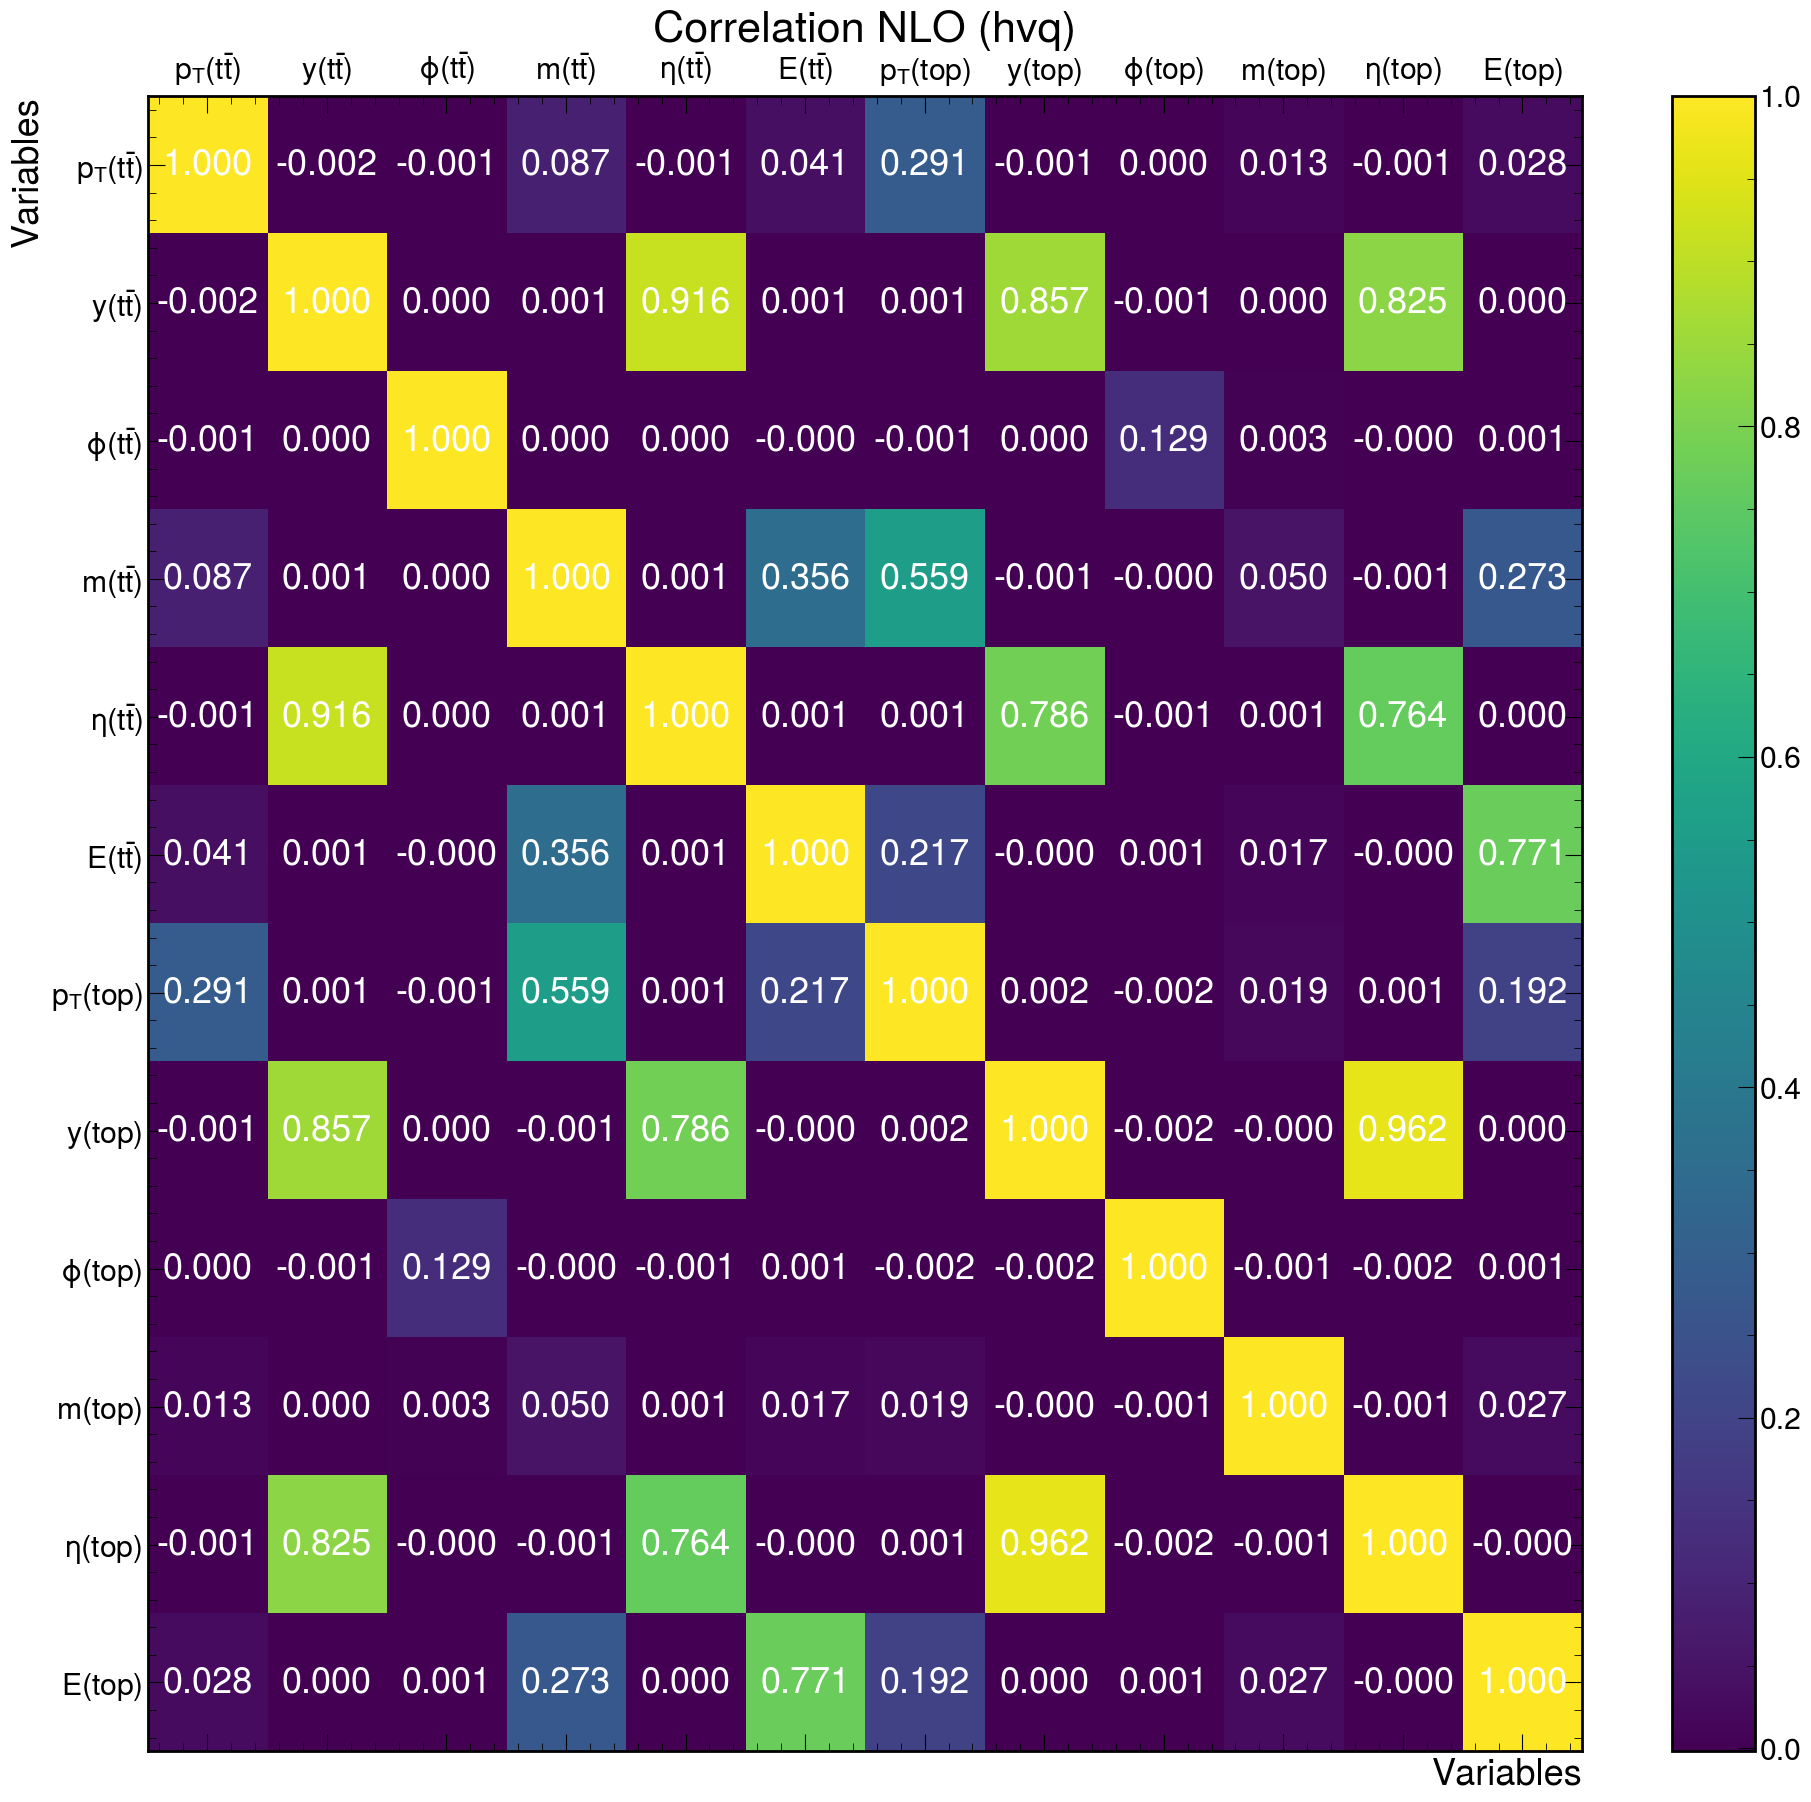 Correlation NLO (hvq)
p_T(tt̄) y(tt̄) ϕ(tt̄) m(tt̄) η(tt̄) E(tt̄) p_T(top) y(top) ϕ(top) m(top) η(top) E(top)
Variables
p_T(tt̄) 1.000 -0.002 -0.001 0.087 -0.001 0.041 0.291 -0.001 0.000 0.013 -0.001 0.028
y(tt̄) -0.002 1.000 0.000 0.001 0.916 0.001 0.001 0.857 -0.001 0.000 0.825 0.000
ϕ(tt̄) -0.001 0.000 1.000 0.000 0.000 -0.000 -0.001 0.000 0.129 0.003 -0.000 0.001
m(tt̄) 0.087 0.001 0.000 1.000 0.001 0.356 0.559 -0.001 -0.000 0.050 -0.001 0.273
η(tt̄) -0.001 0.916 0.000 0.001 1.000 0.001 0.001 0.786 -0.001 0.001 0.764 0.000
E(tt̄) 0.041 0.001 -0.000 0.356 0.001 1.000 0.217 -0.000 0.001 0.017 -0.000 0.771
p_T(top) 0.291 0.001 -0.001 0.559 0.001 0.217 1.000 0.002 -0.002 0.019 0.001 0.192
y(top) -0.001 0.857 0.000 -0.001 0.786 -0.000 0.002 1.000 -0.002 -0.000 0.962 0.000
ϕ(top) 0.000 -0.001 0.129 -0.000 -0.001 0.001 -0.002 -0.002 1.000 -0.001 -0.002 0.001
m(top) 0.013 0.000 0.003 0.050 0.001 0.017 0.019 -0.000 -0.001 1.000 -0.001 0.027
η(top) -0.001 0.825 -0.000 -0.001 0.764 -0.000 0.001 0.962 -0.002 -0.001 1.000 -0.000
E(top) 0.028 0.000 0.001 0.273 0.000 0.771 0.192 0.000 0.001 0.027 -0.000 1.000
Variables
1.0
0.8
0.6
0.4
0.2
0.0